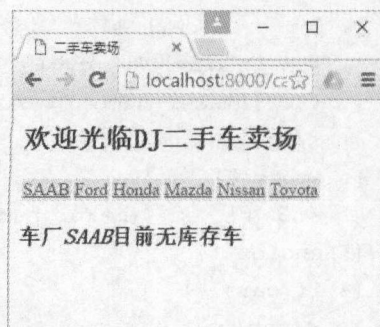 二手车卖场
localhost:8000/ca
欢迎光临DJ二手车卖场
SAAB Ford Honda Mazda Nissan Toyota
车厂SAAB目前无库存车